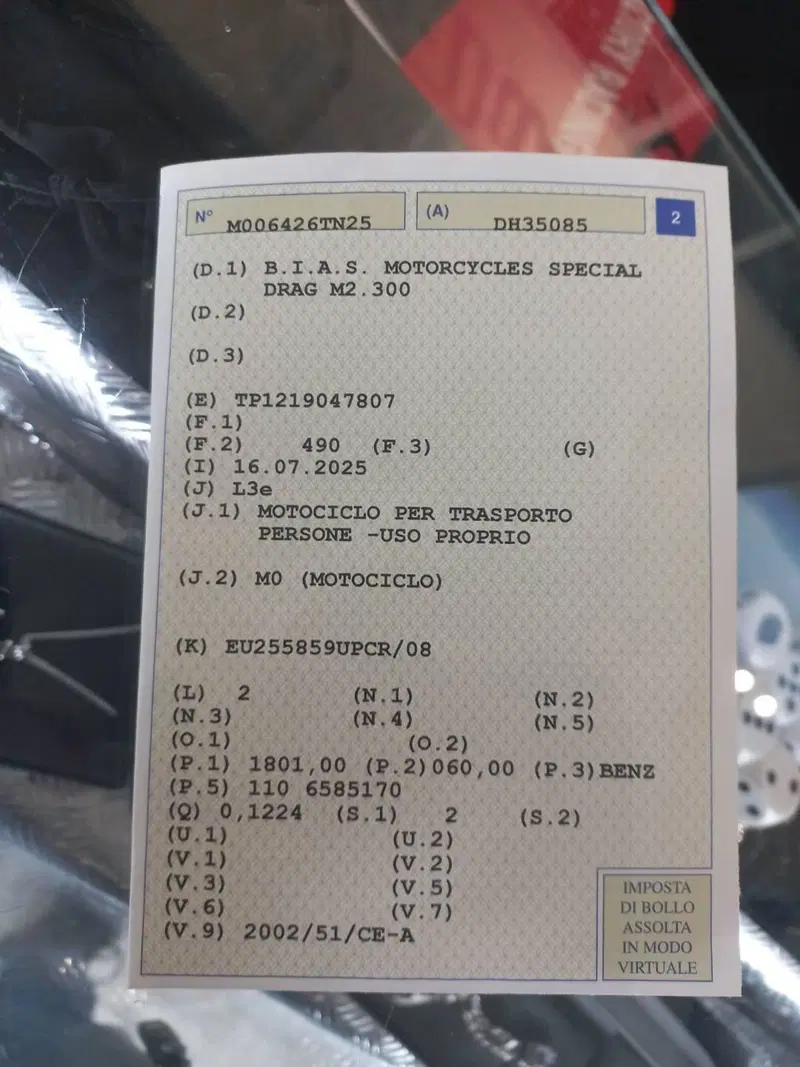 N° M006426TN25 (A) DH35085 2
(D.1) B.I.A.S. MOTORCYCLES SPECIAL
DRAG M2.300
(D.2)
(D.3)
(E) TP1219047807
(F.1)
(F.2) 490 (F.3) (G)
(I) 16.07.2025
(J) L3e
(J.1) MOTOCICLO PER TRASPORTO
PERSONE -USO PROPRIO
(J.2) M0 (MOTOCICLO)
(K) EU255859UPCR/08
(L) 2 (N.1) (N.2)
(N.3) (N.4) (N.5)
(O.1) (O.2)
(P.1) 1801,00 (P.2)060,00 (P.3)BENZ
(P.5) 110 6585170
(Q) 0,1224 (S.1) 2 (S.2)
(U.1) (U.2)
(V.1) (V.2)
(V.3) (V.5)
(V.6) (V.7)
(V.9) 2002/51/CE-A
IMPOSTA
DI BOLLO
ASSOLTA
IN MODO
VIRTUALE